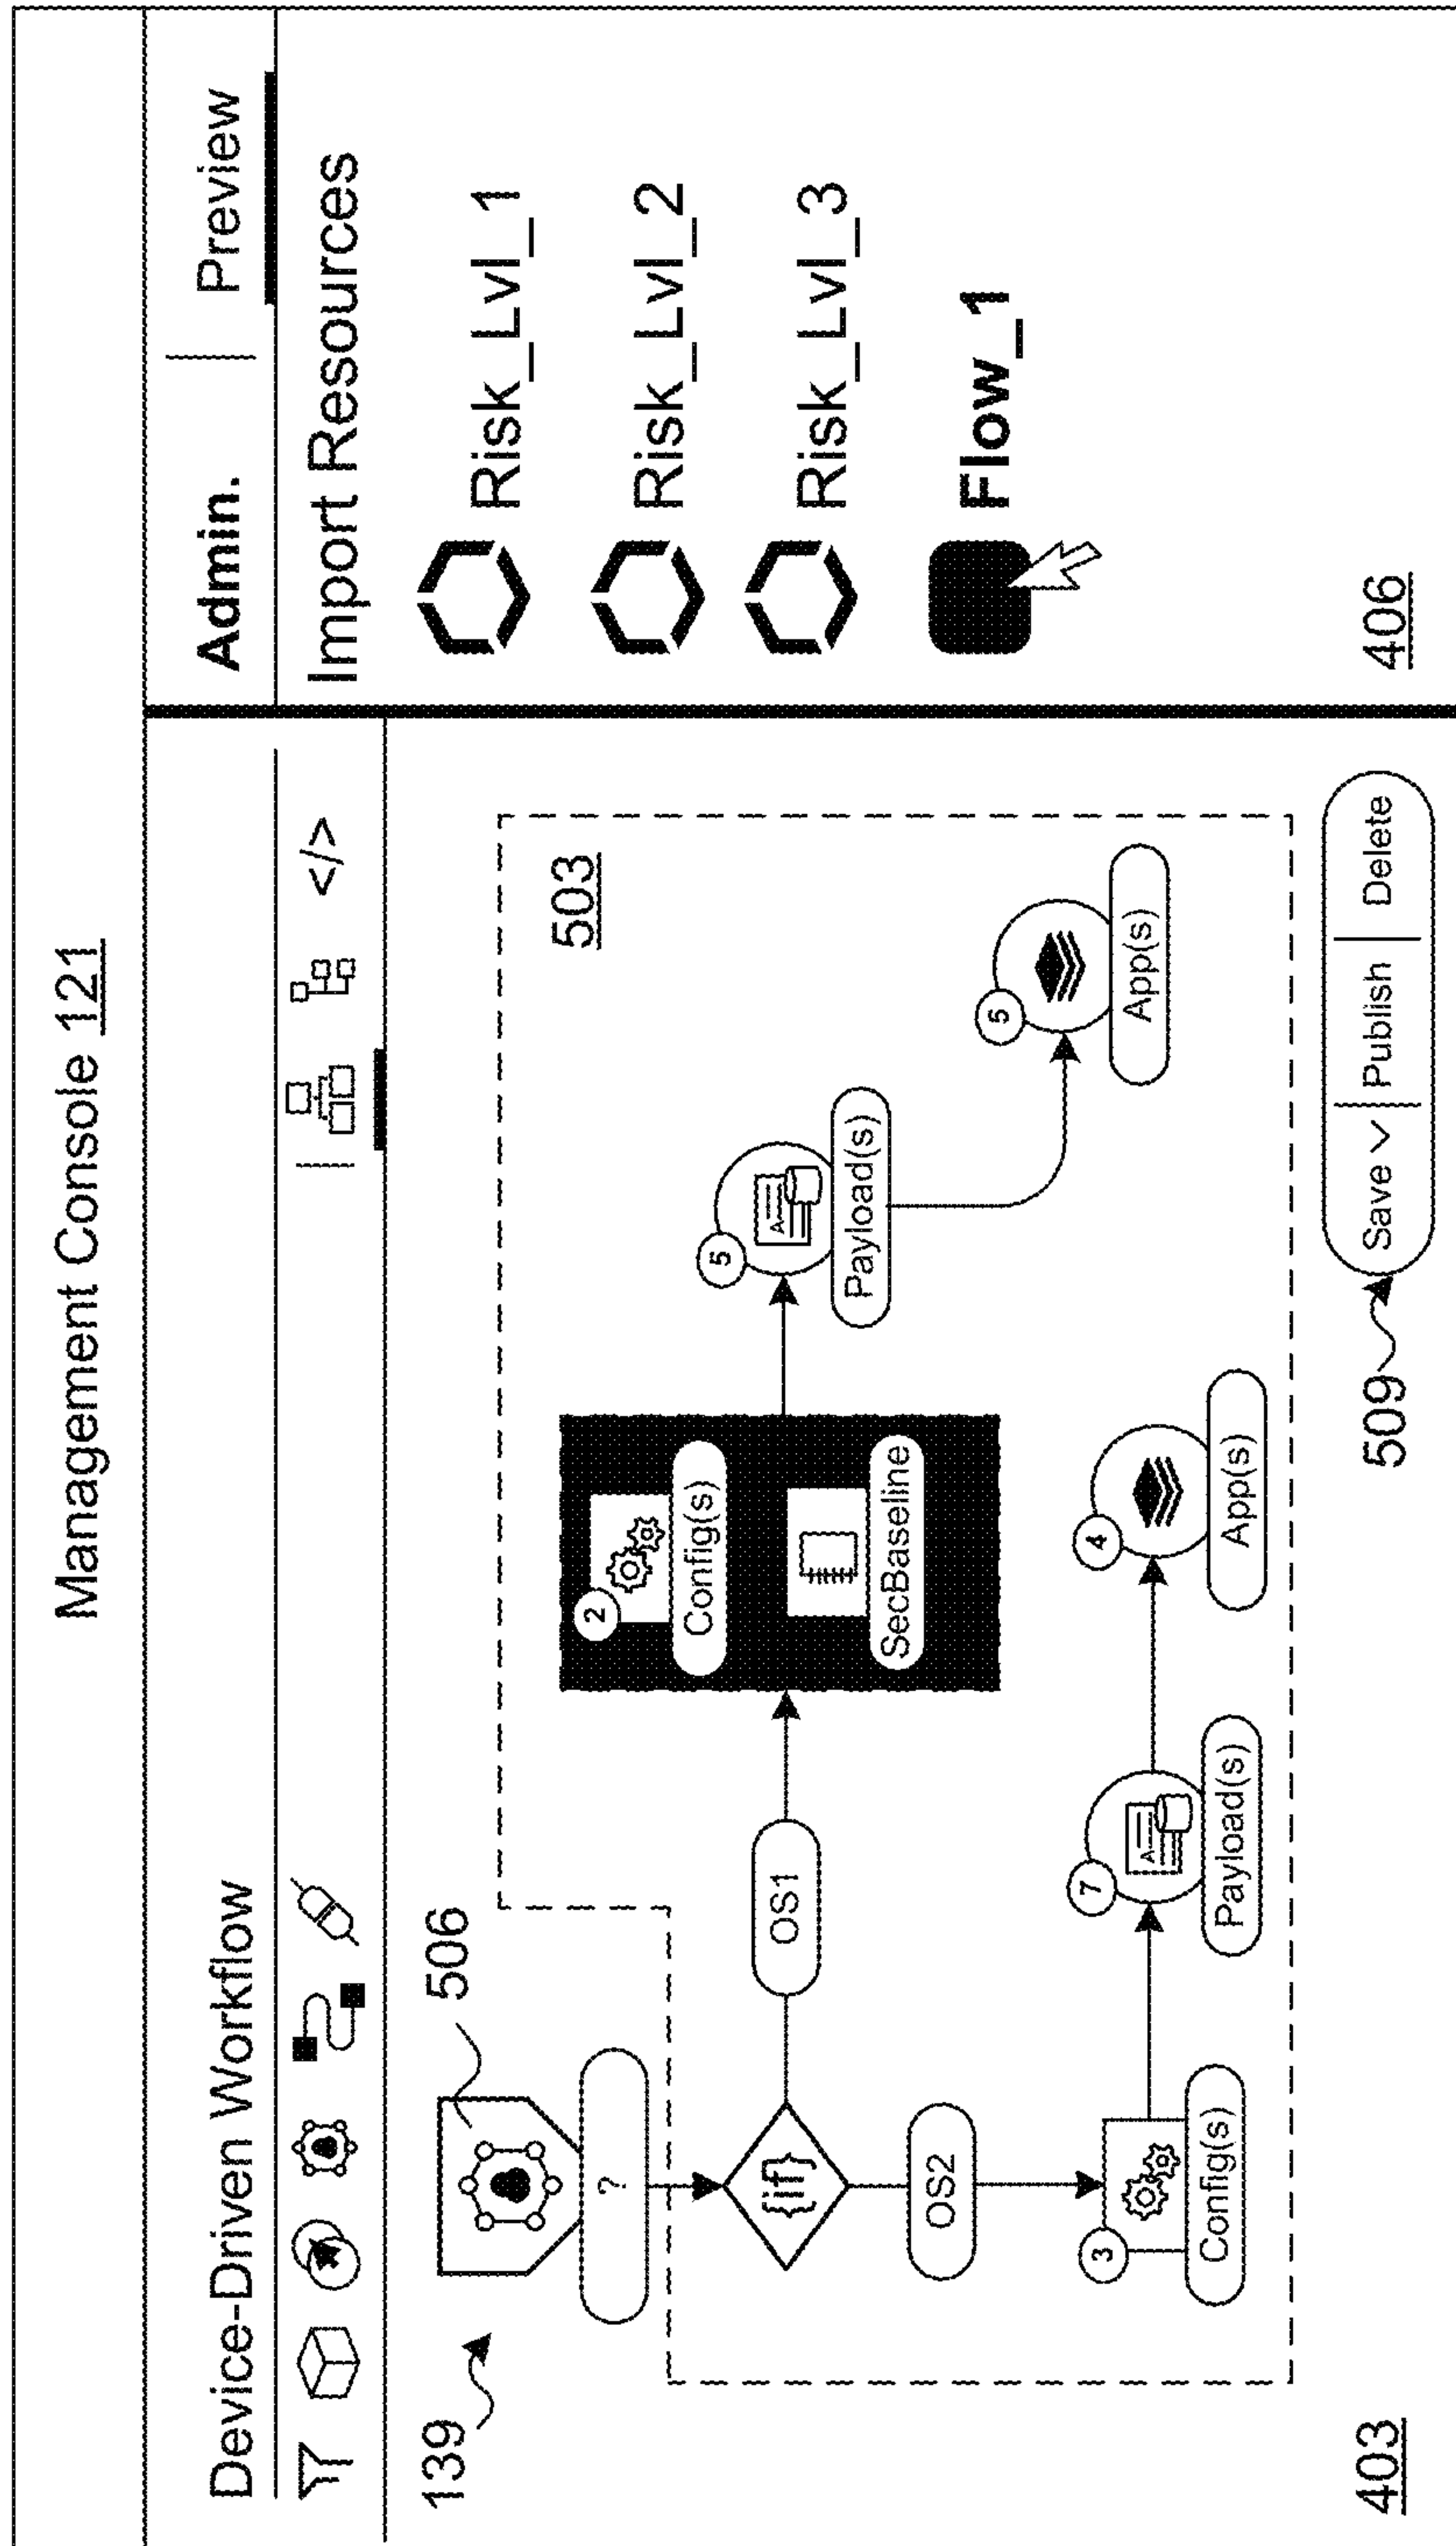 Management Console 121
Device-Driven Workflow
</>
Admin.
Preview
Import Resources
Risk_Lvl_1
Risk_Lvl_2
Risk_Lvl_3
Flow_1
406
139
506
?
503
{if}
OS1
OS2
2
Config(s)
SecBaseline
5
A
Payload(s)
5
App(s)
3
Config(s)
7
A
Payload(s)
4
App(s)
403
509
Save
Publish
Delete